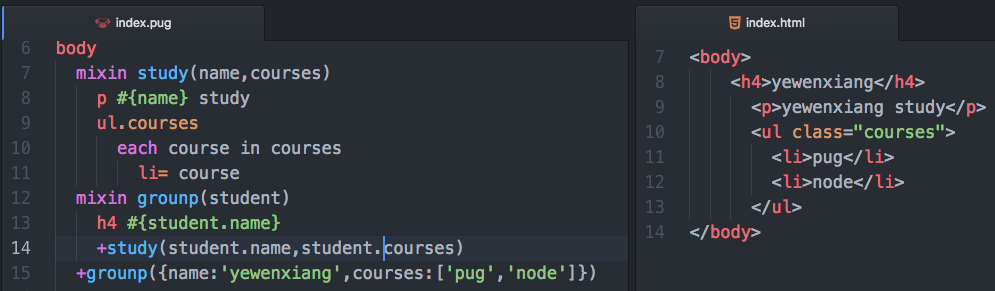 index.pug
6 body
7 mixin study(name,courses)
8 p #{name} study
9 ul.courses
10 each course in courses
11 li= course
12 mixin grounp(student)
13 h4 #{student.name}
14 +study(student.name,student.courses)
15 +grounp({name:'yewenxiang',courses:['pug','node']})
index.html
7 <body>
8 <h4>yewenxiang</h4>
9 <p>yewenxiang study</p>
10 <ul class="courses">
11 <li>pug</li>
12 <li>node</li>
13 </ul>
14 </body>